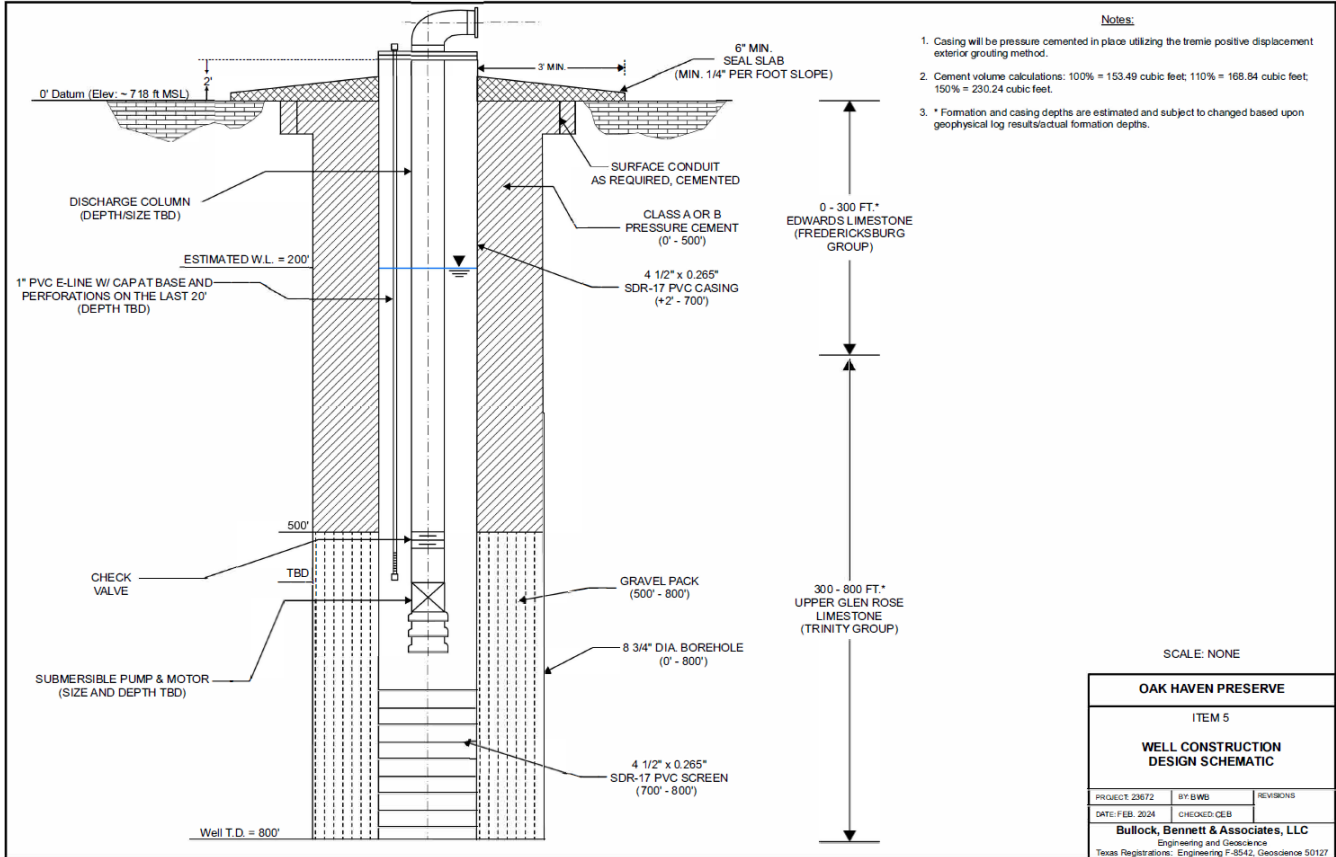 Notes:
1. Casing will be pressure cemented in place utilizing the tremie positive displacement
exterior grouting method.
2. Cement volume calculations: 100% = 153.49 cubic feet; 110% = 168.84 cubic feet;
150% = 230.24 cubic feet.
3. * Formation and casing depths are estimated and subject to changed based upon
geophysical log results/actual formation depths.
6" MIN.
SEAL SLAB
(MIN. 1/4" PER FOOT SLOPE)
3' MIN.
2'
0' Datum (Elev: ~ 718 ft MSL)
SURFACE CONDUIT
AS REQUIRED, CEMENTED
DISCHARGE COLUMN
(DEPTH/SIZE TBD)
CLASS A OR B
PRESSURE CEMENT
(0' - 500')
0 - 300 FT.*
EDWARDS LIMESTONE
(FREDERICKSBURG
GROUP)
ESTIMATED W.L. = 200'
4 1/2" x 0.265"
SDR-17 PVC CASING
(+2' - 700')
1" PVC E-LINE W/ CAP AT BASE AND
PERFORATIONS ON THE LAST 20'
(DEPTH TBD)
500'
CHECK
VALVE
TBD
GRAVEL PACK
(500' - 800')
300 - 800 FT.*
UPPER GLEN ROSE
LIMESTONE
(TRINITY GROUP)
8 3/4" DIA. BOREHOLE
(0' - 800')
SUBMERSIBLE PUMP & MOTOR
(SIZE AND DEPTH TBD)
4 1/2" x 0.265"
SDR-17 PVC SCREEN
(700' - 800')
Well T.D. = 800'
SCALE: NONE
OAK HAVEN PRESERVE
ITEM 5
WELL CONSTRUCTION
DESIGN SCHEMATIC
PROJECT: 23672 BY: BWB REVISIONS
DATE: FEB. 2024 CHECKED: CEB
Bullock, Bennett & Associates, LLC
Engineering and Geoscience
Texas Registrations: Engineering F-8542, Geoscience 50127